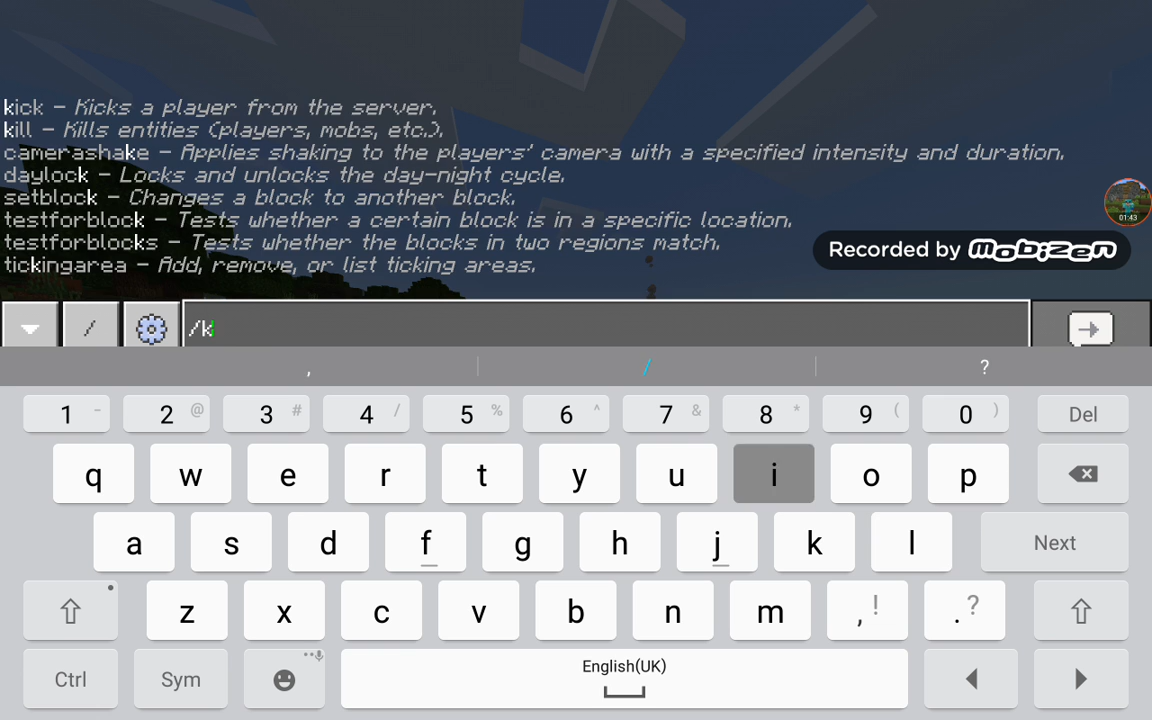 kick – Kicks a player from the server.
kill – Kills entities (players, mobs, etc.).
camerashake – Applies shaking to the players' camera with a specified intensity and duration.
daylock – Locks and unlocks the day-night cycle.
setblock – Changes a block to another block.
testforblock – Tests whether a certain block is in a specific location.
testforblocks – Tests whether the blocks in two regions match.
tickingarea – Add, remove, or list ticking areas.
01:43
Recorded by mobizen
/ /k
, / ?
1 - 2 @ 3 # 4 / 5 % 6 ^ 7 & 8 * 9 ( 0 ) Del
q w e r t y u i o p
a s d f g h j k l Next
z x c v b n m , ! . ?
Ctrl Sym English(UK)